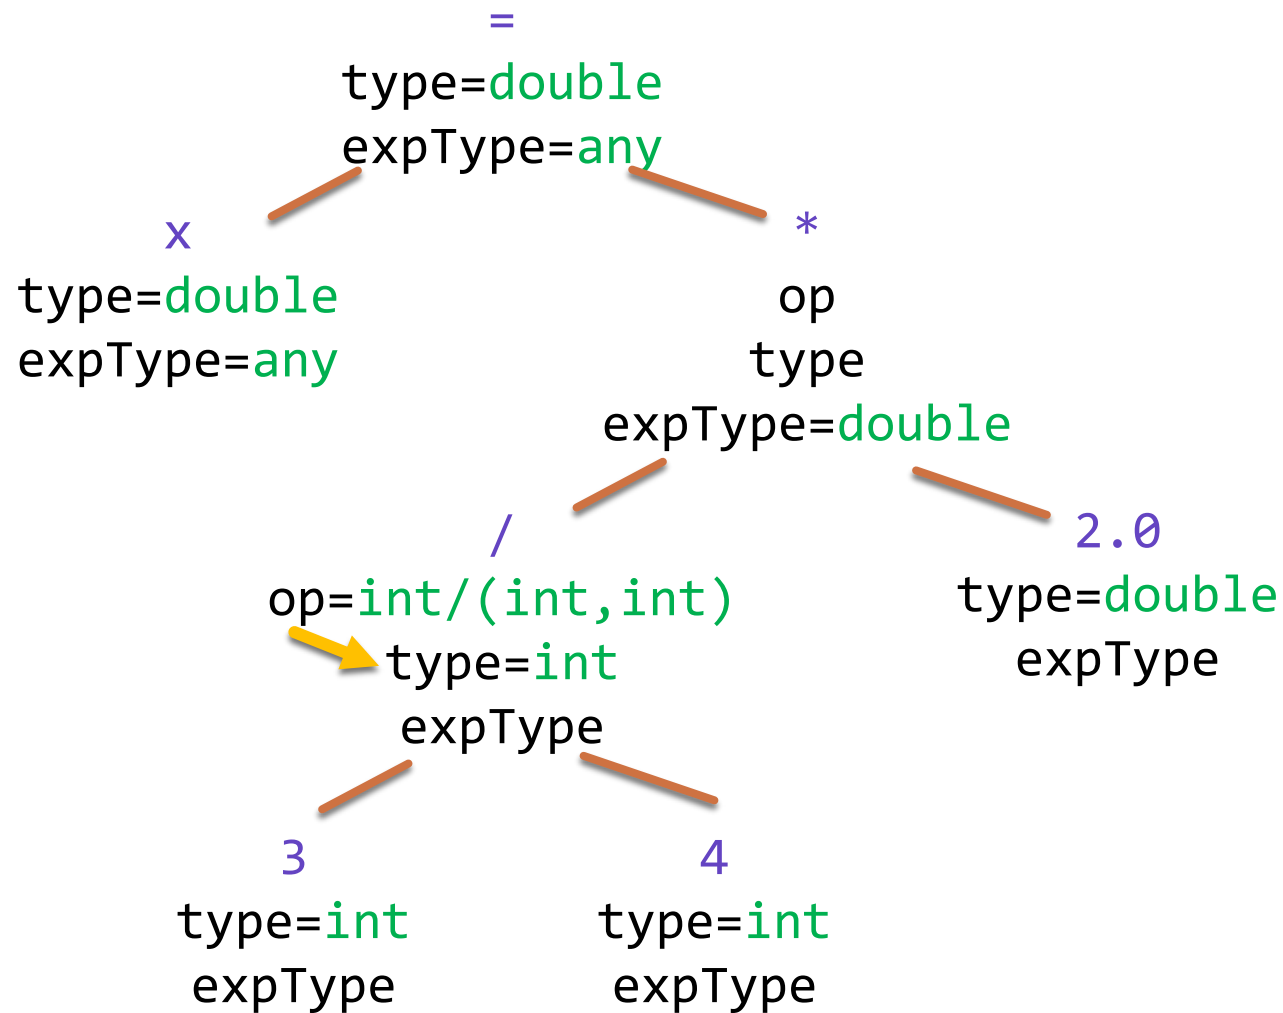 =
type=double
expType=any
x
type=double
expType=any
*
op
type
expType=double
/
op=int/(int,int)
type=int
expType
2.0
type=double
expType
3
type=int
expType
4
type=int
expType